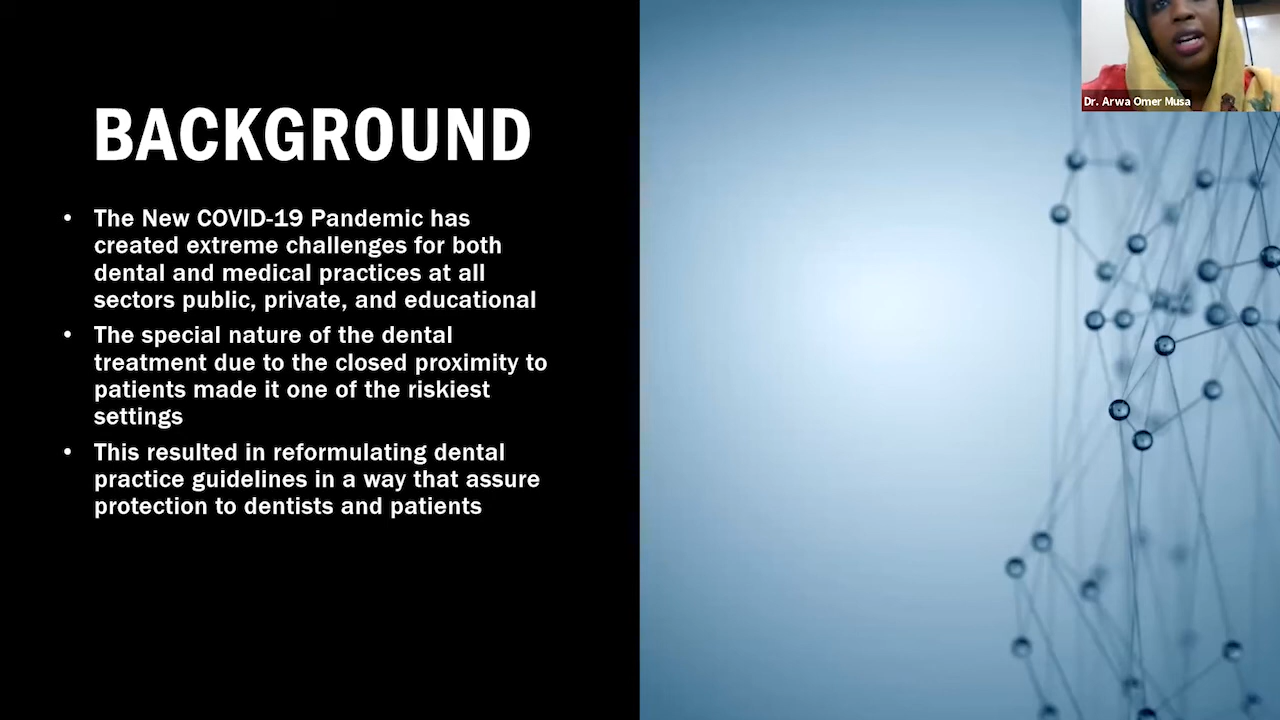 Dr. Arwa Omer Musa
BACKGROUND
• The New COVID-19 Pandemic has
created extreme challenges for both
dental and medical practices at all
sectors public, private, and educational
• The special nature of the dental
treatment due to the closed proximity to
patients made it one of the riskiest
settings
• This resulted in reformulating dental
practice guidelines in a way that assure
protection to dentists and patients